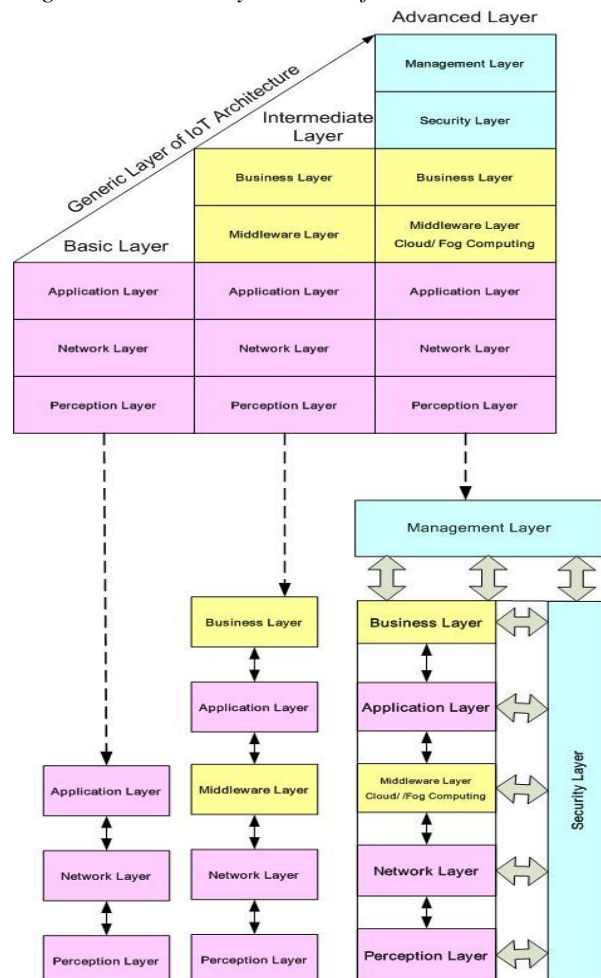 Advanced Layer
Generic Layer of IoT Architecture
Management Layer
Intermediate
Layer
Security Layer
Business Layer
Business Layer
Basic Layer
Middleware Layer
Middleware Layer
Cloud/ Fog Computing
Application Layer
Application Layer
Application Layer
Network Layer
Network Layer
Network Layer
Perception Layer
Perception Layer
Perception Layer
Management Layer
Business Layer
Business Layer
Application Layer
Application Layer
Application Layer
Middleware Layer
Middleware Layer
Cloud/ /Fog Computing
Security Layer
Network Layer
Network Layer
Network Layer
Perception Layer
Perception Layer
Perception Layer